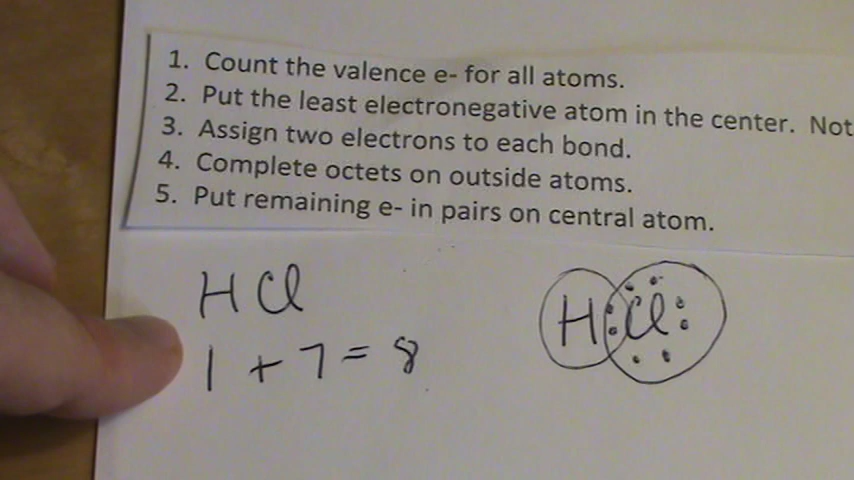 1. Count the valence e- for all atoms.
2. Put the least electronegative atom in the center. Not
3. Assign two electrons to each bond.
4. Complete octets on outside atoms.
5. Put remaining e- in pairs on central atom.
HCl
1 + 7 = 8
H:Cl: